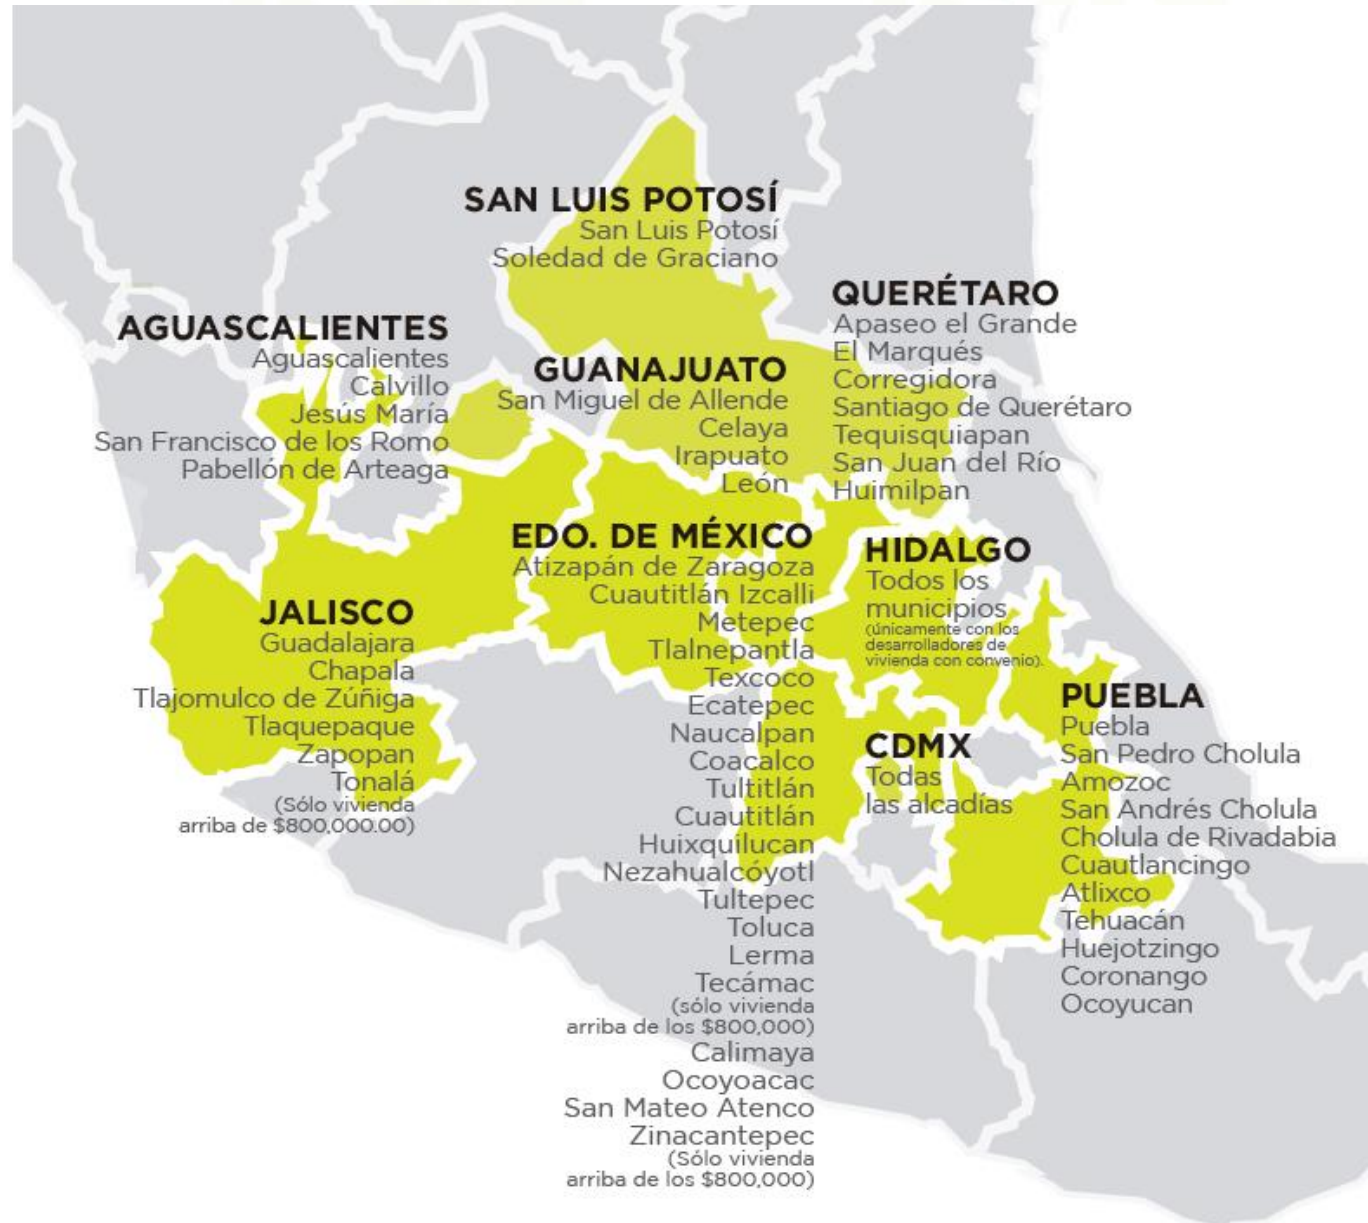 SAN LUIS POTOSÍ
San Luis Potosí
Soledad de Graciano
AGUASCALIENTES
Aguascalientes
Calvillo
Jesús María
San Francisco de los Romo
Pabellón de Arteaga
GUANAJUATO
San Miguel de Allende
Celaya
Irapuato
León
QUERÉTARO
Apaseo el Grande
El Marqués
Corregidora
Santiago de Querétaro
Tequisquiapan
San Juan del Río
Huimilpan
JALISCO
Guadalajara
Chapala
Tlajomulco de Zúñiga
Tlaquepaque
Zapopan
Tonalá
(Sólo vivienda
arriba de $800,000.00)
EDO. DE MÉXICO
Atizapán de Zaragoza
Cuautitlán Izcalli
Metepec
Tlalnepantla
Texcoco
Ecatepec
Naucalpan
Coacalco
Tultitlán
Cuautitlán
Huixquilucan
Nezahualcóyotl
Tultepec
Toluca
Lerma
Tecámac
(sólo vivienda
arriba de los $800,000)
Calimaya
Ocoyoacac
San Mateo Atenco
Zinacantepec
(Sólo vivienda
arriba de los $800,000)
HIDALGO
Todos los
municipios
(únicamente con los
desarrolladores de
vivienda con convenio).
CDMX
Todas
las alcadías
PUEBLA
Puebla
San Pedro Cholula
Amozoc
San Andrés Cholula
Cholula de Rivadabia
Cuautlancingo
Atlixco
Tehuacán
Huejotzingo
Coronango
Ocoyucan